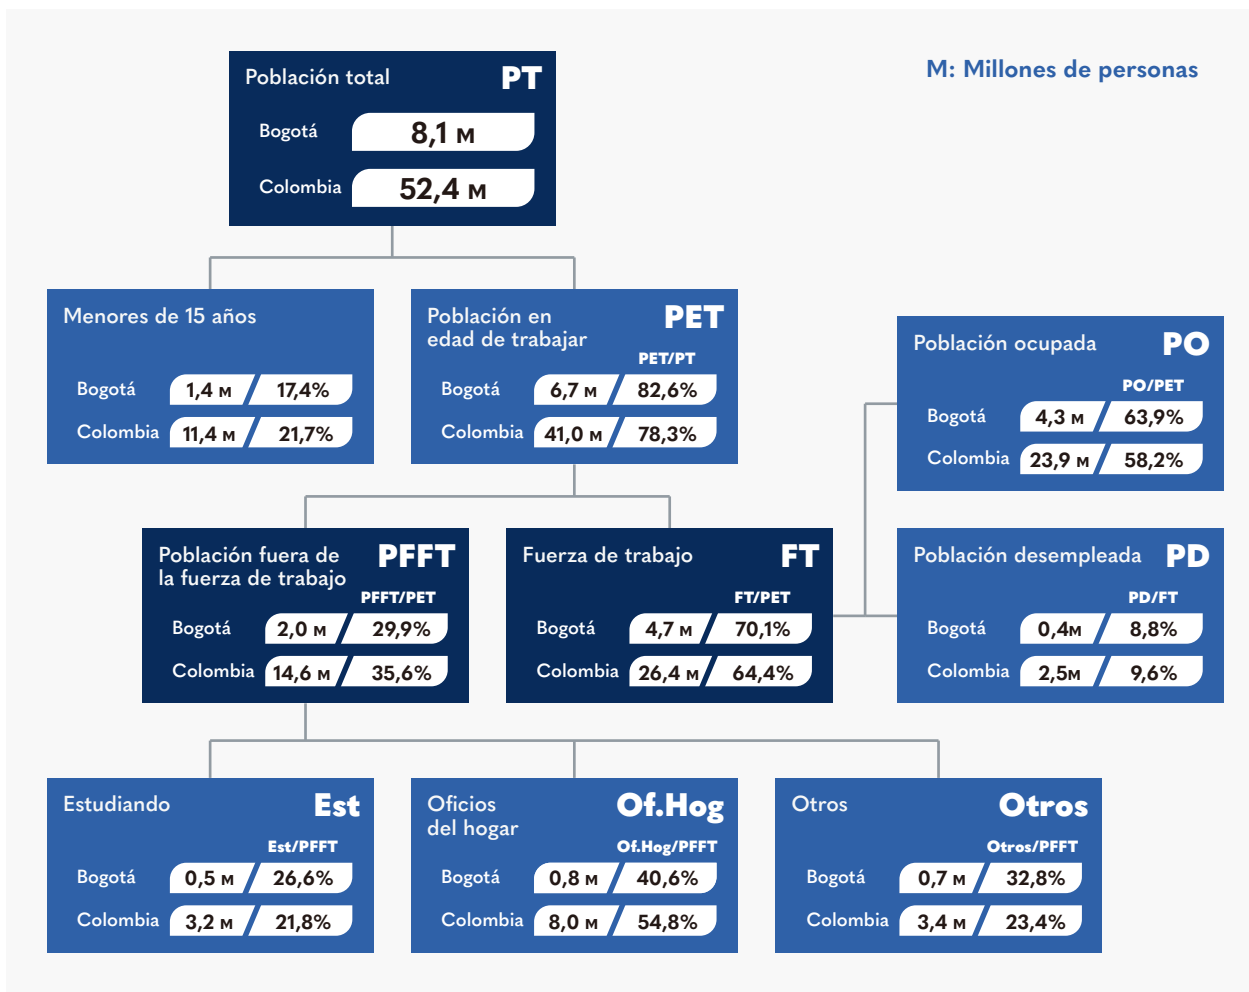 Población total PT
M: Millones de personas
Bogotá 8,1 M
Colombia 52,4 M
Menores de 15 años
Bogotá 1,4 M 17,4%
Colombia 11,4 M 21,7%
Población en PET
edad de trabajar
PET/PT
Bogotá 6,7 M 82,6%
Colombia 41,0 M 78,3%
Población ocupada PO
PO/PET
Bogotá 4,3 M 63,9%
Colombia 23,9 M 58,2%
Población fuera de PFFT
la fuerza de trabajo
PFFT/PET
Bogotá 2,0 M 29,9%
Colombia 14,6 M 35,6%
Fuerza de trabajo FT
FT/PET
Bogotá 4,7 M 70,1%
Colombia 26,4 M 64,4%
Población desempleada PD
PD/FT
Bogotá 0,4M 8,8%
Colombia 2,5M 9,6%
Estudiando Est
Est/PFFT
Bogotá 0,5 M 26,6%
Colombia 3,2 M 21,8%
Oficios Of.Hog
del hogar
Of.Hog/PFFT
Bogotá 0,8 M 40,6%
Colombia 8,0 M 54,8%
Otros Otros
Otros/PFFT
Bogotá 0,7 M 32,8%
Colombia 3,4 M 23,4%